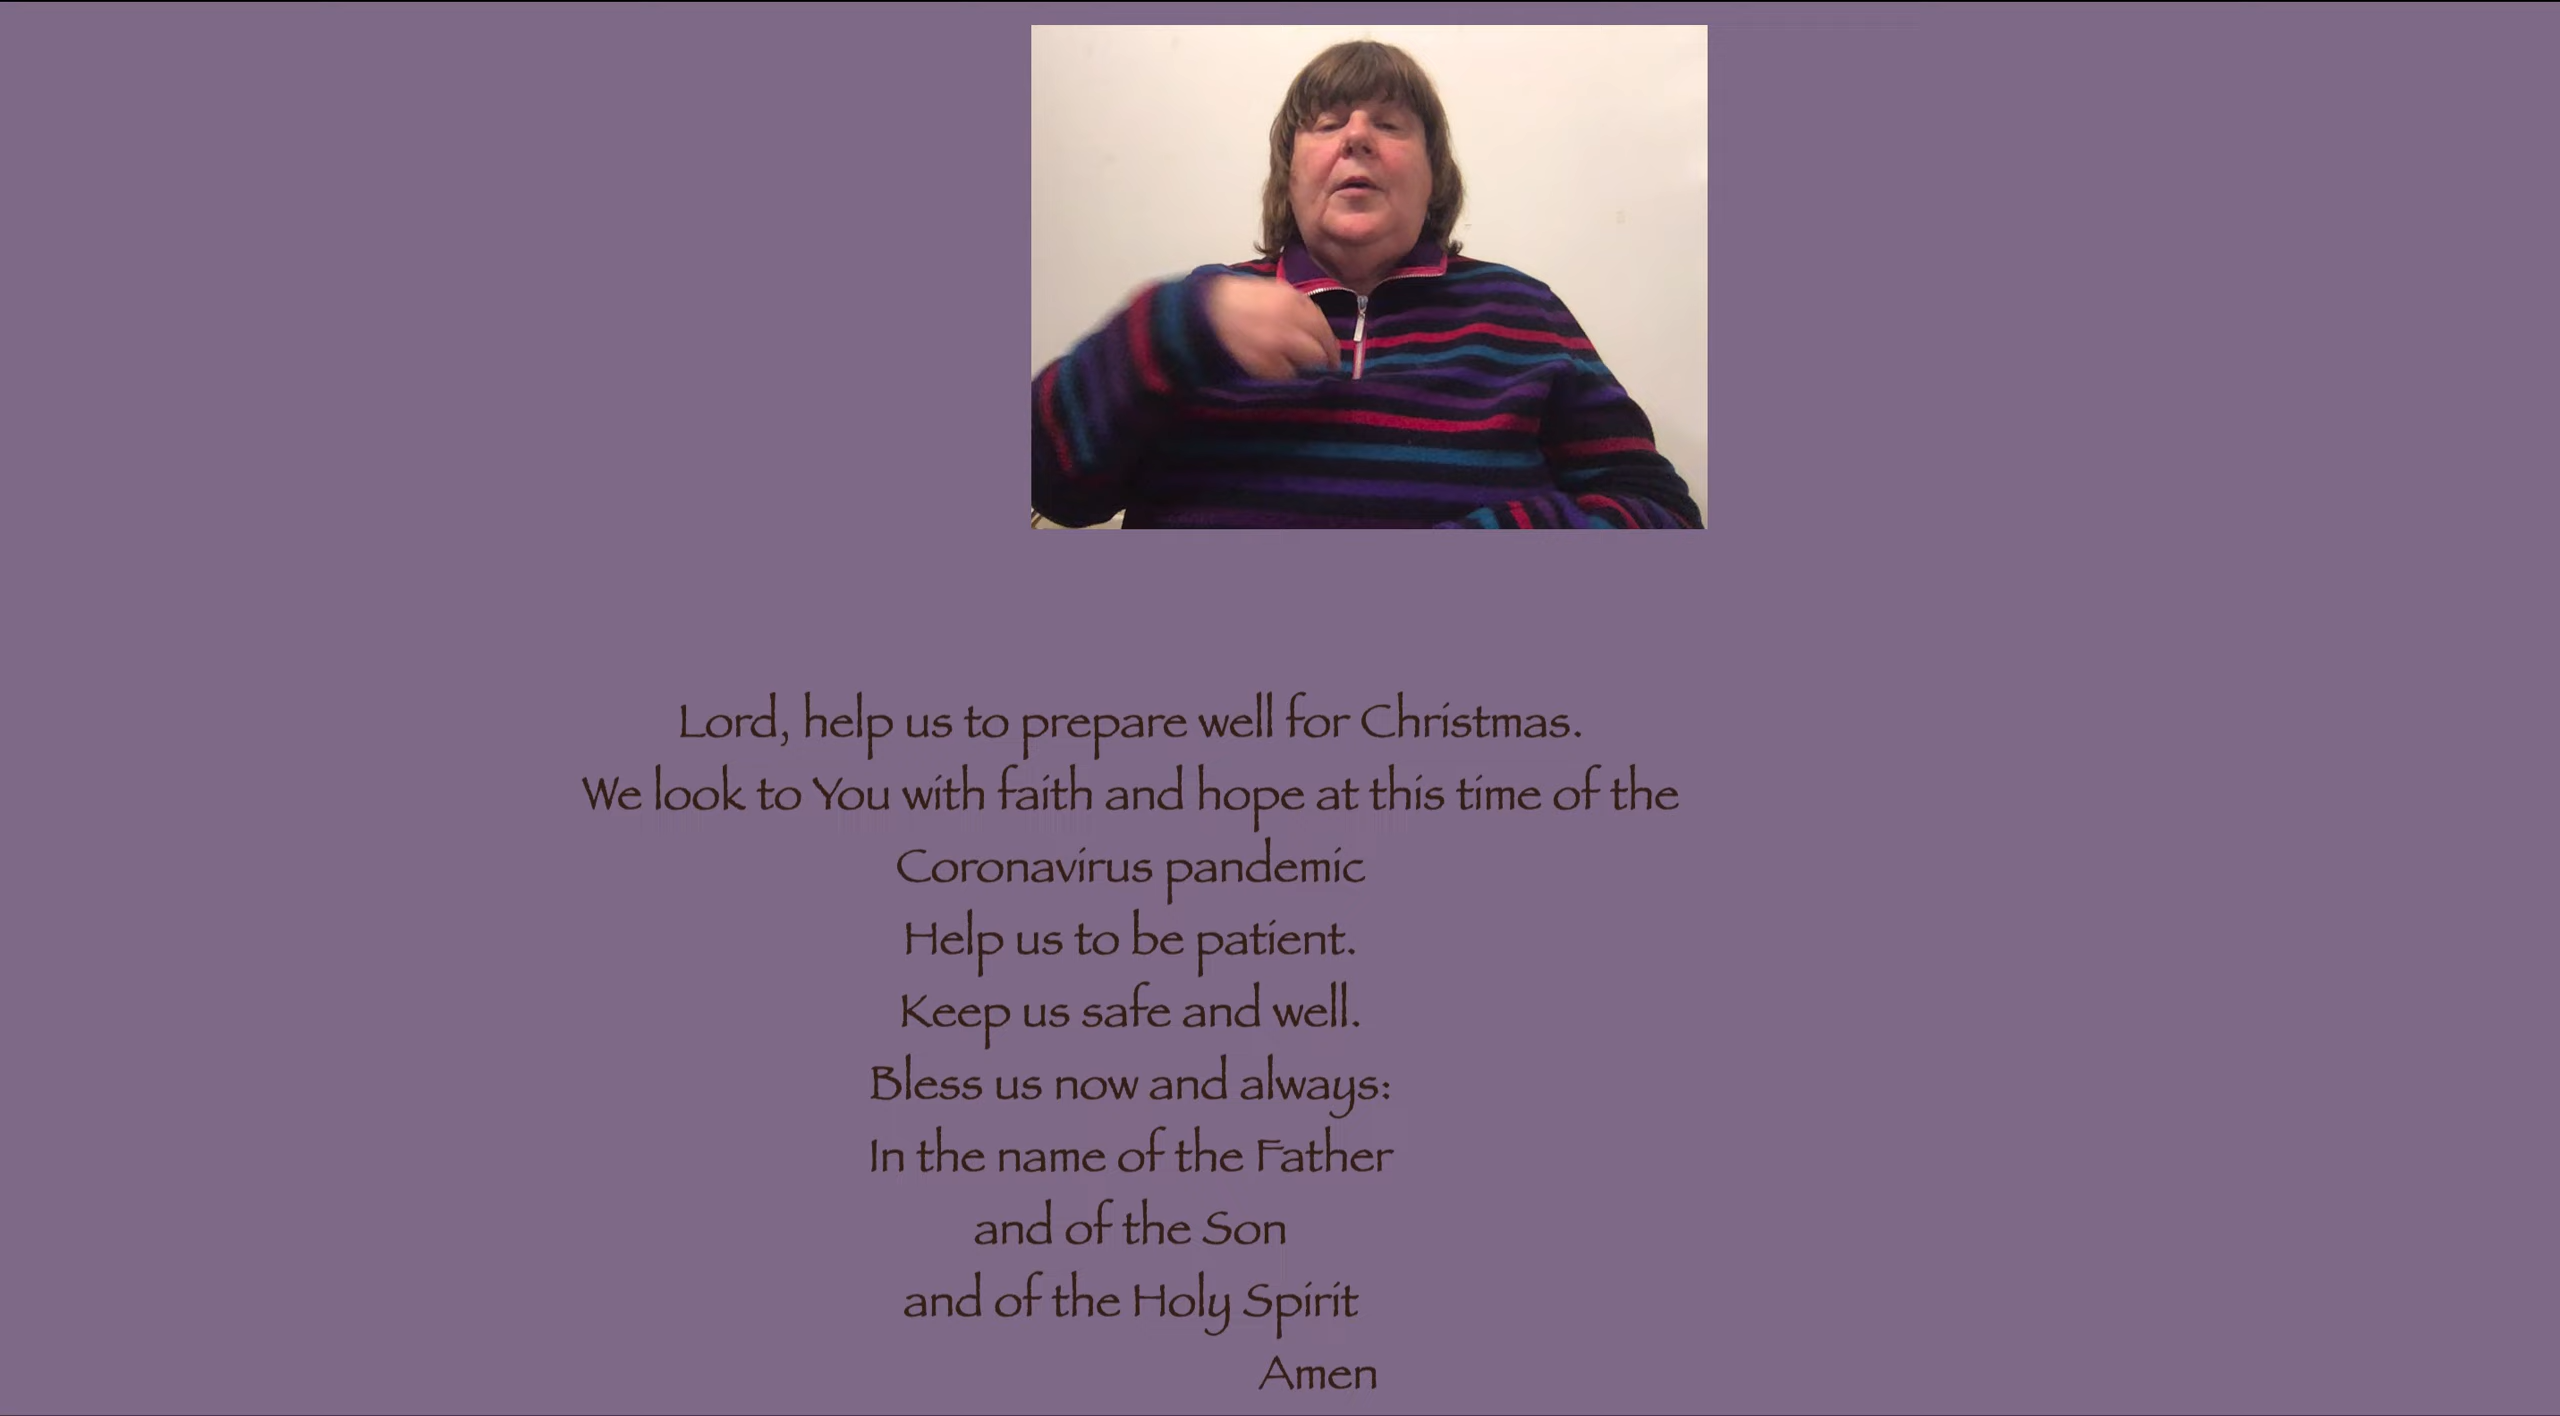 Lord, help us to prepare well for Christmas.
We look to You with faith and hope at this time of the
Coronavirus pandemic
Help us to be patient.
Keep us safe and well.
Bless us now and always:
In the name of the Father
and of the Son
and of the Holy Spirit
Amen